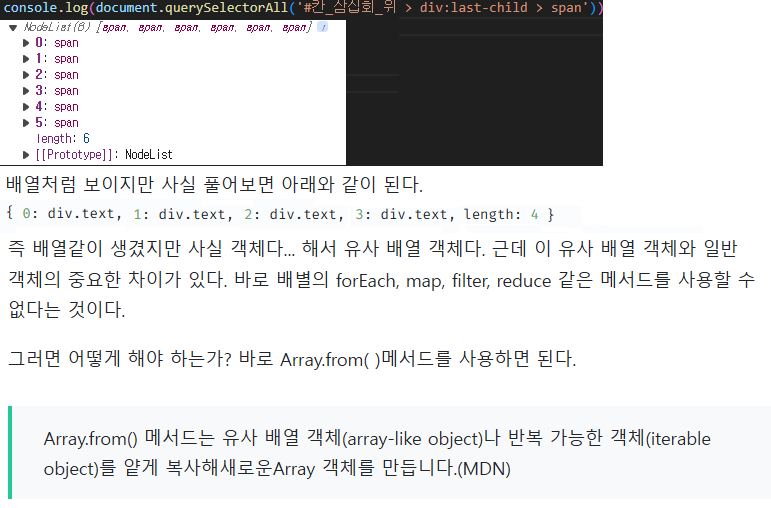 console.log(document.querySelectorAll('#칸_삼십회_위 > div:last-child > span'))
▼ NodeList(6) [span, span, span, span, span, span] i
▶ 0: span
▶ 1: span
▶ 2: span
▶ 3: span
▶ 4: span
▶ 5: span
length: 6
▶ [[Prototype]]: NodeList
배열처럼 보이지만 사실 풀어보면 아래와 같이 된다.
{ 0: div.text, 1: div.text, 2: div.text, 3: div.text, length: 4 }
즉 배열같이 생겼지만 사실 객체다... 해서 유사 배열 객체다. 근데 이 유사 배열 객체와 일반
객체의 중요한 차이가 있다. 바로 배별의 forEach, map, filter, reduce 같은 메서드를 사용할 수
없다는 것이다.
그러면 어떻게 해야 하는가? 바로 Array.from( )메서드를 사용하면 된다.
Array.from() 메서드는 유사 배열 객체(array-like object)나 반복 가능한 객체(iterable
object)를 얕게 복사해새로운Array 객체를 만듭니다.(MDN)